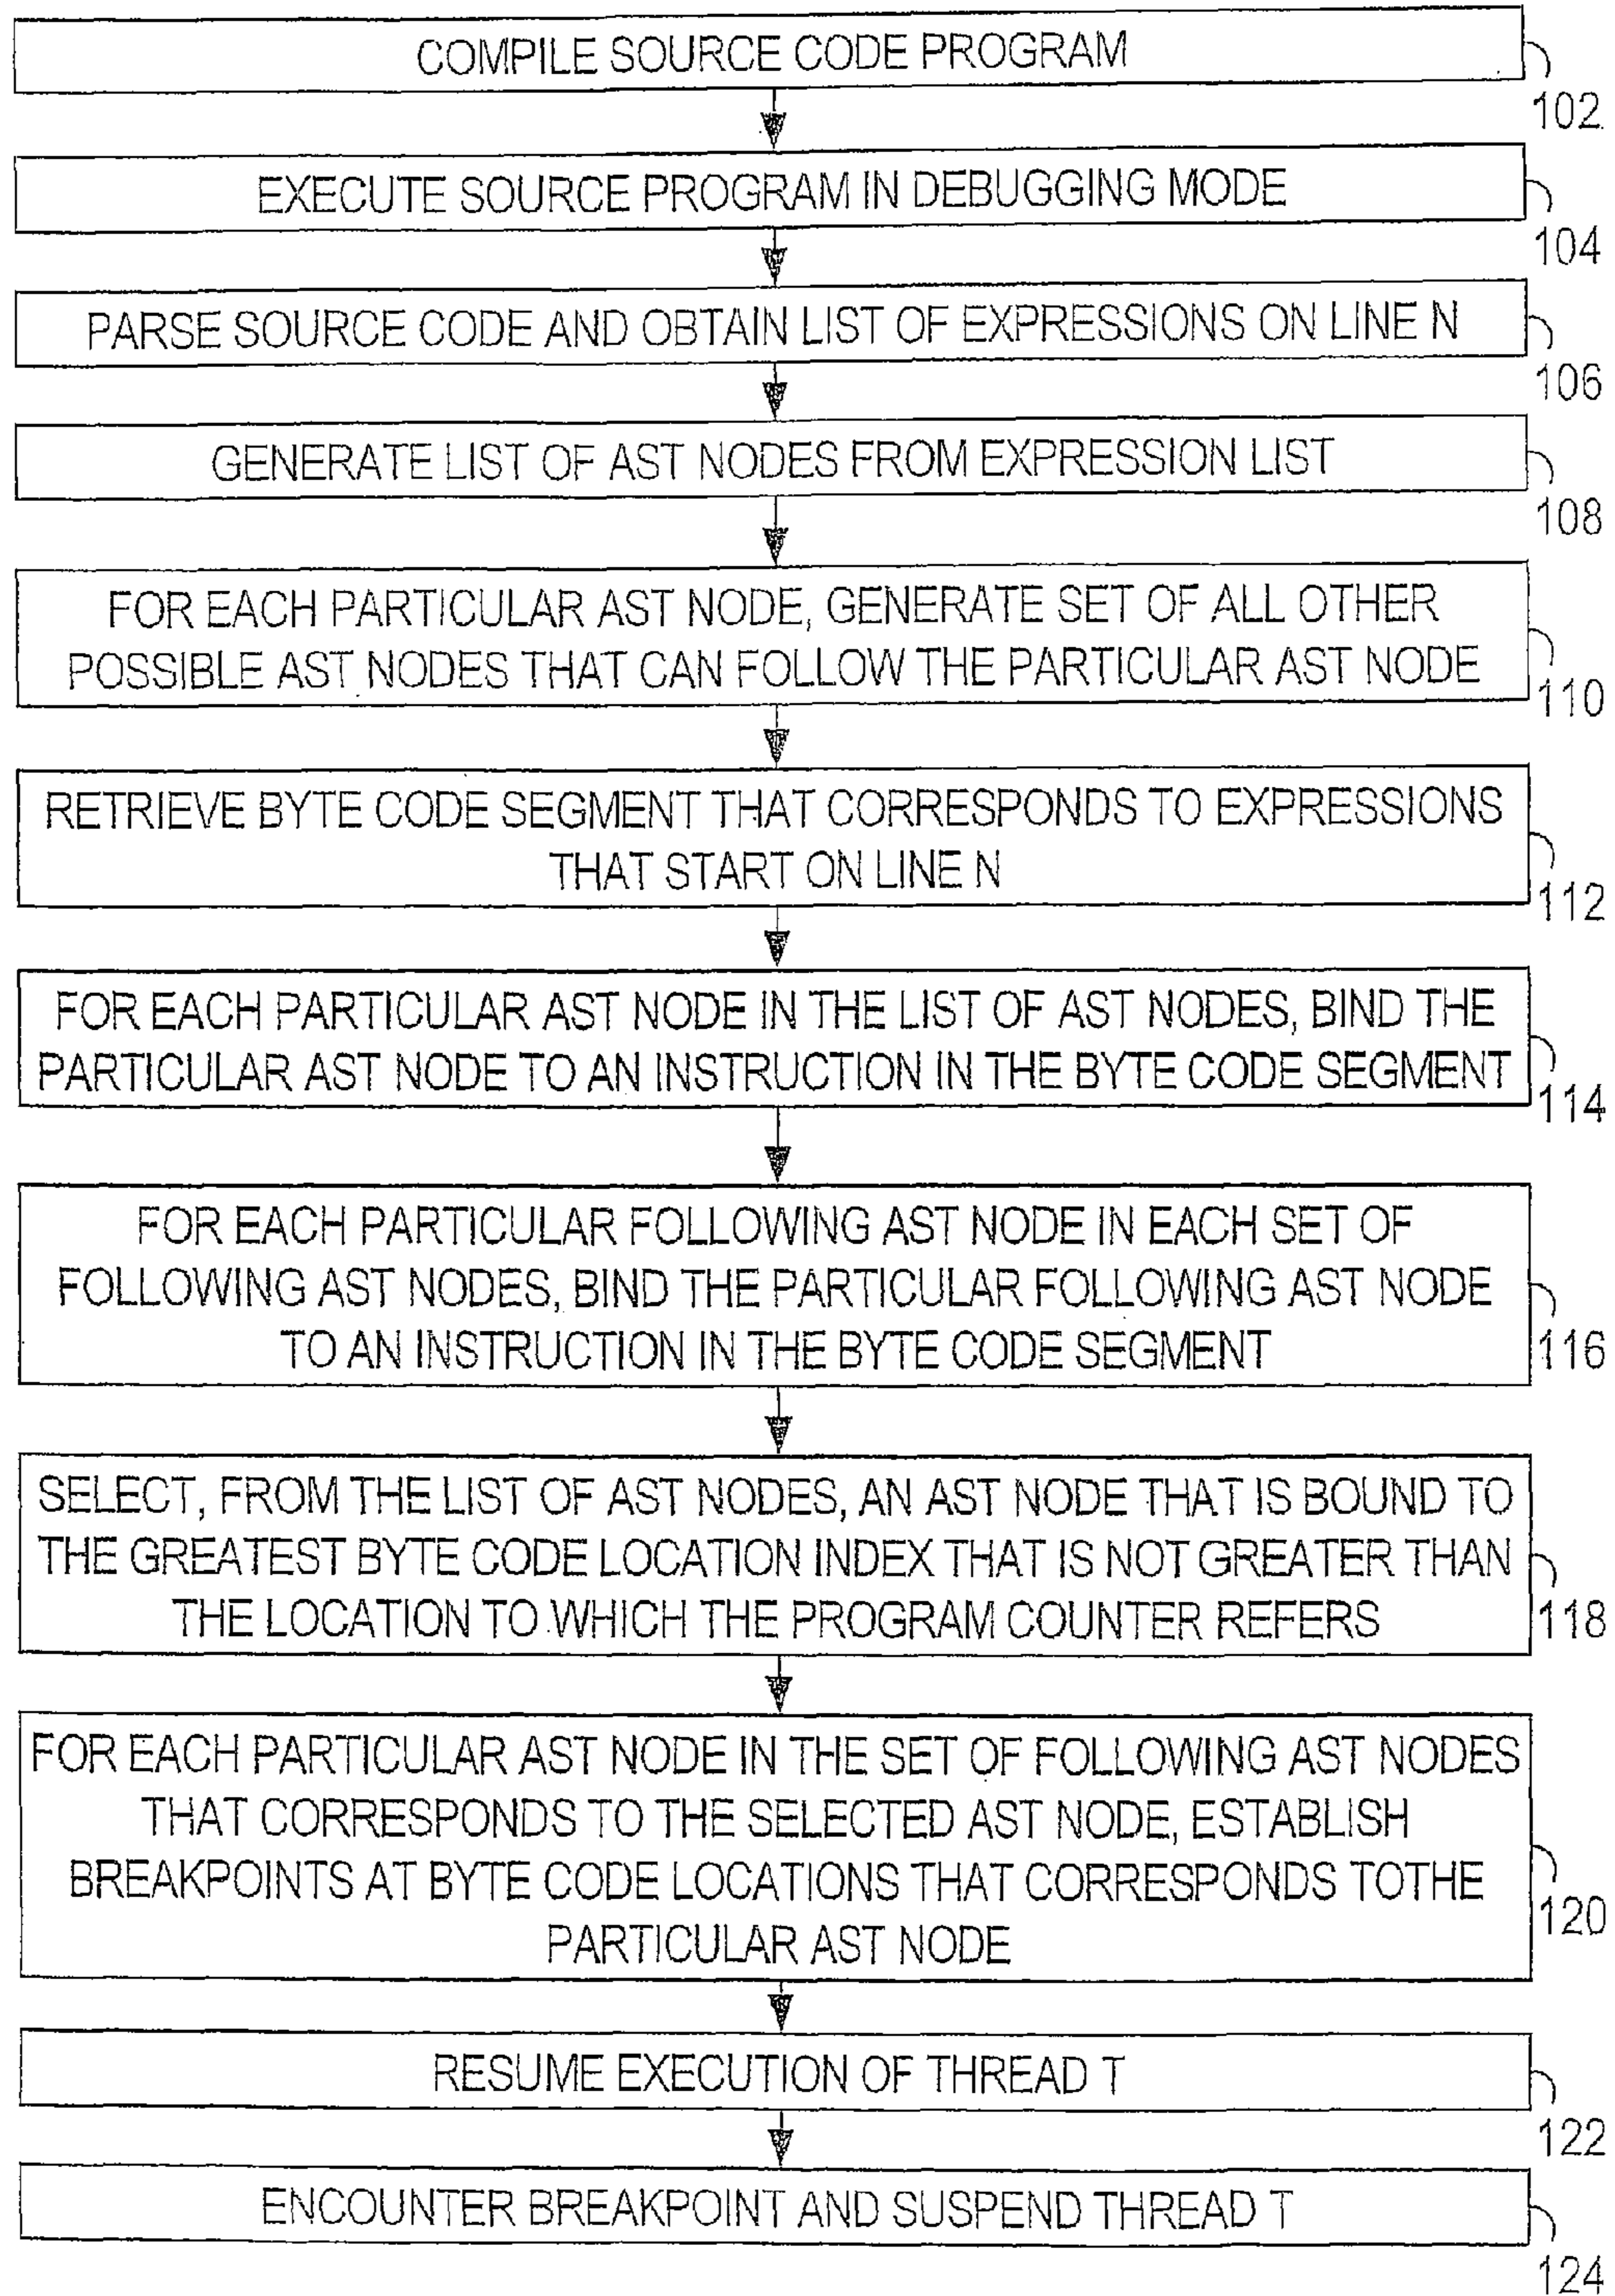 COMPILE SOURCE CODE PROGRAM
102
EXECUTE SOURCE PROGRAM IN DEBUGGING MODE
104
PARSE SOURCE CODE AND OBTAIN LIST OF EXPRESSIONS ON LINE N
106
GENERATE LIST OF AST NODES FROM EXPRESSION LIST
108
FOR EACH PARTICULAR AST NODE, GENERATE SET OF ALL OTHER
POSSIBLE AST NODES THAT CAN FOLLOW THE PARTICULAR AST NODE
110
RETRIEVE BYTE CODE SEGMENT THAT CORRESPONDS TO EXPRESSIONS
THAT START ON LINE N
112
FOR EACH PARTICULAR AST NODE IN THE LIST OF AST NODES, BIND THE
PARTICULAR AST NODE TO AN INSTRUCTION IN THE BYTE CODE SEGMENT
114
FOR EACH PARTICULAR FOLLOWING AST NODE IN EACH SET OF
FOLLOWING AST NODES, BIND THE PARTICULAR FOLLOWING AST NODE
TO AN INSTRUCTION IN THE BYTE CODE SEGMENT
116
SELECT, FROM THE LIST OF AST NODES, AN AST NODE THAT IS BOUND TO
THE GREATEST BYTE CODE LOCATION INDEX THAT IS NOT GREATER THAN
THE LOCATION TO WHICH THE PROGRAM COUNTER REFERS
118
FOR EACH PARTICULAR AST NODE IN THE SET OF FOLLOWING AST NODES
THAT CORRESPONDS TO THE SELECTED AST NODE, ESTABLISH
BREAKPOINTS AT BYTE CODE LOCATIONS THAT CORRESPONDS TOTHE
PARTICULAR AST NODE
120
RESUME EXECUTION OF THREAD T
122
ENCOUNTER BREAKPOINT AND SUSPEND THREAD T
124